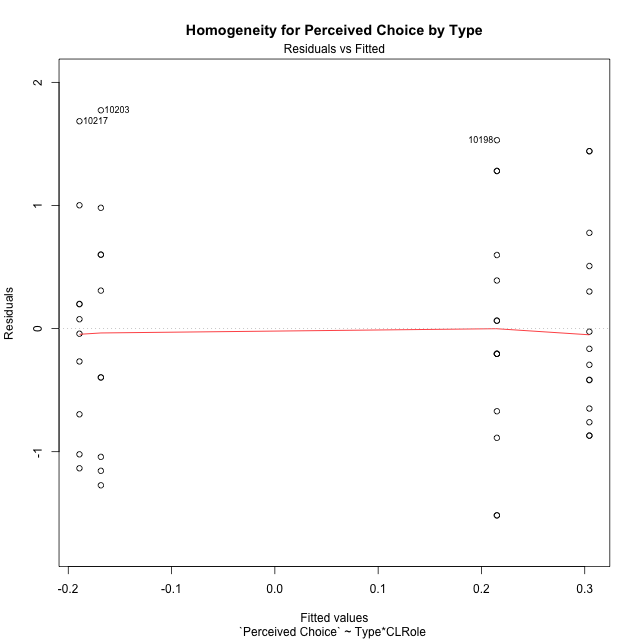 Homogeneity for Perceived Choice by Type
Residuals vs Fitted
2
1
0
-1
Residuals
10203
10217
10198
-0.2 -0.1 0.0 0.1 0.2 0.3
Fitted values
`Perceived Choice` ~ Type*CLRole